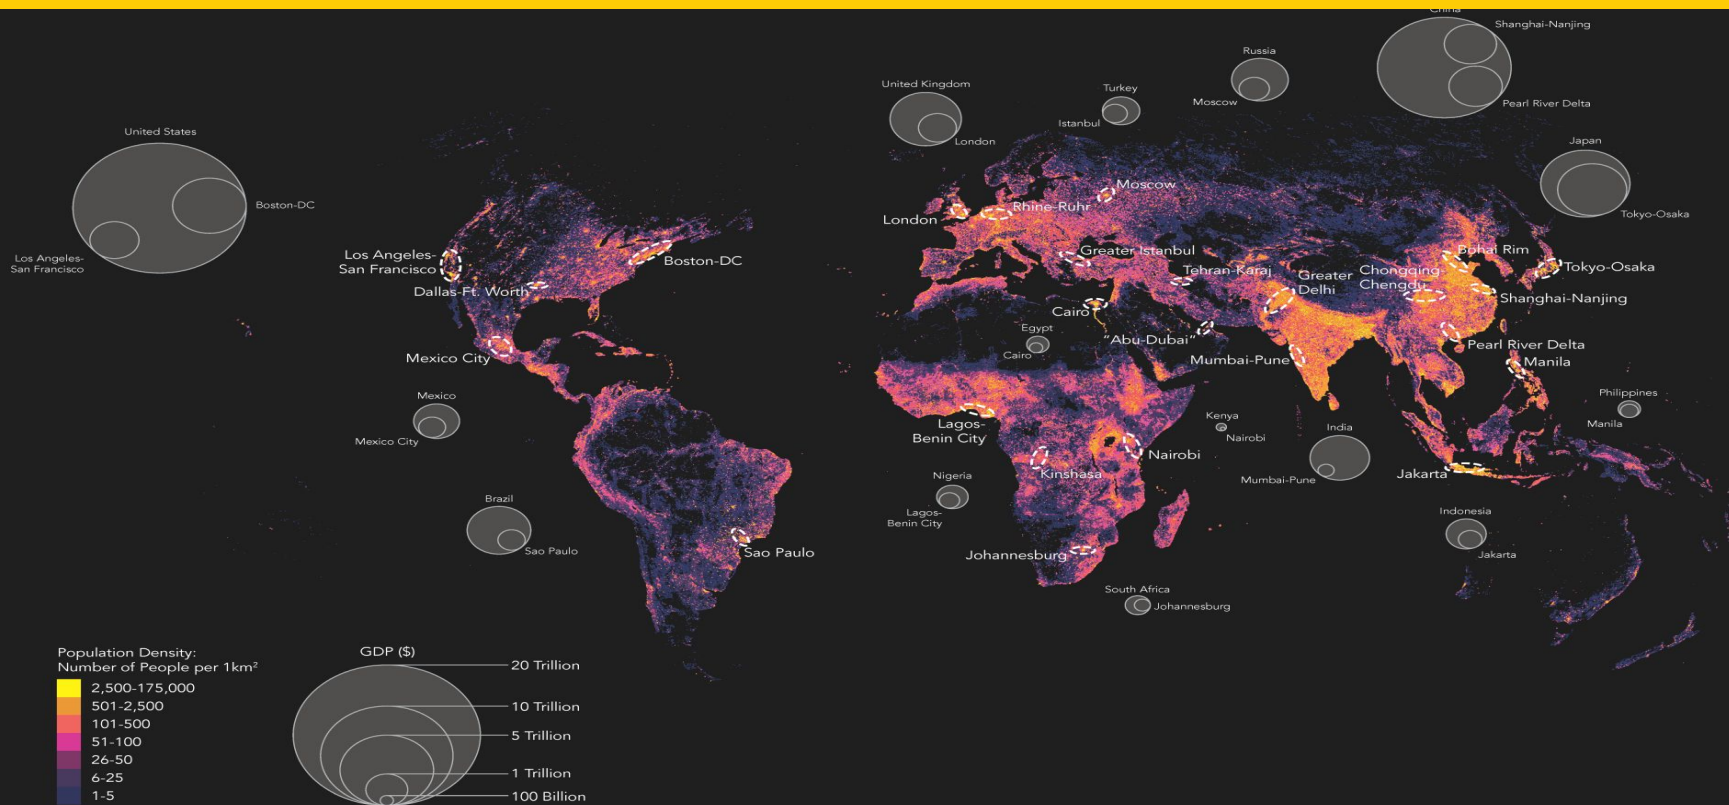 China
Shanghai-Nanjing
Pearl River Delta
Russia
Moscow
United Kingdom
London
Turkey
Istanbul
Japan
Tokyo-Osaka
United States
Boston-DC
Los Angeles-
San Francisco
Los Angeles-
San Francisco
Boston-DC
Dallas-Ft. Worth
Mexico City
London
Rhine-Ruhr
Moscow
Greater Istanbul
Tehran-Karaj
Greater
Delhi
Chongqing
Chengdu
Bohai Rim
Tokyo-Osaka
Shanghai-Nanjing
Cairo
"Abu-Dubai"
Mumbai-Pune
Pearl River Delta
Manila
Egypt
Cairo
Mexico
Mexico City
Lagos-
Benin City
Kinshasa
Nairobi
Kenya
Nairobi
India
Mumbai-Pune
Philippines
Manila
Jakarta
Nigeria
Lagos-
Benin City
Indonesia
Jakarta
Brazil
Sao Paulo
Sao Paulo
Johannesburg
South Africa
Johannesburg
Population Density:
Number of People per 1km²
2,500-175,000
501-2,500
101-500
51-100
26-50
6-25
1-5
GDP ($)
20 Trillion
10 Trillion
5 Trillion
1 Trillion
100 Billion